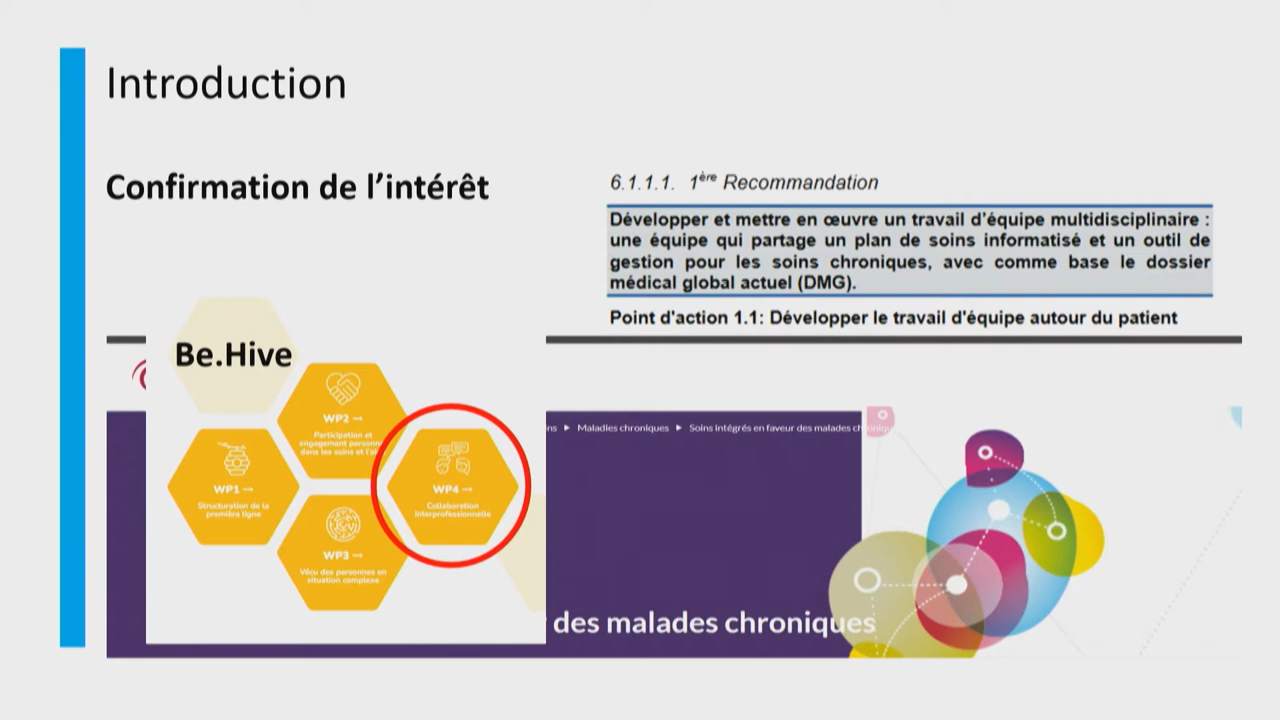 Introduction
Confirmation de l’intérêt
6.1.1.1. 1ère Recommandation
Développer et mettre en œuvre un travail d’équipe multidisciplinaire :
une équipe qui partage un plan de soins informatisé et un outil de
gestion pour les soins chroniques, avec comme base le dossier
médical global actuel (DMG).
Point d'action 1.1: Développer le travail d'équipe autour du patient
Be.Hive
WP2 →
Participation et
engagement
dans les soins et
WP1 →
Structuration de la
première ligne
WP4 →
Collaboration
interprofessionnelle
WP3 →
Vécu des personnes en
situation complexe
Maladies chroniques ► Soins intégrés en faveur des malades
des malades chroniques